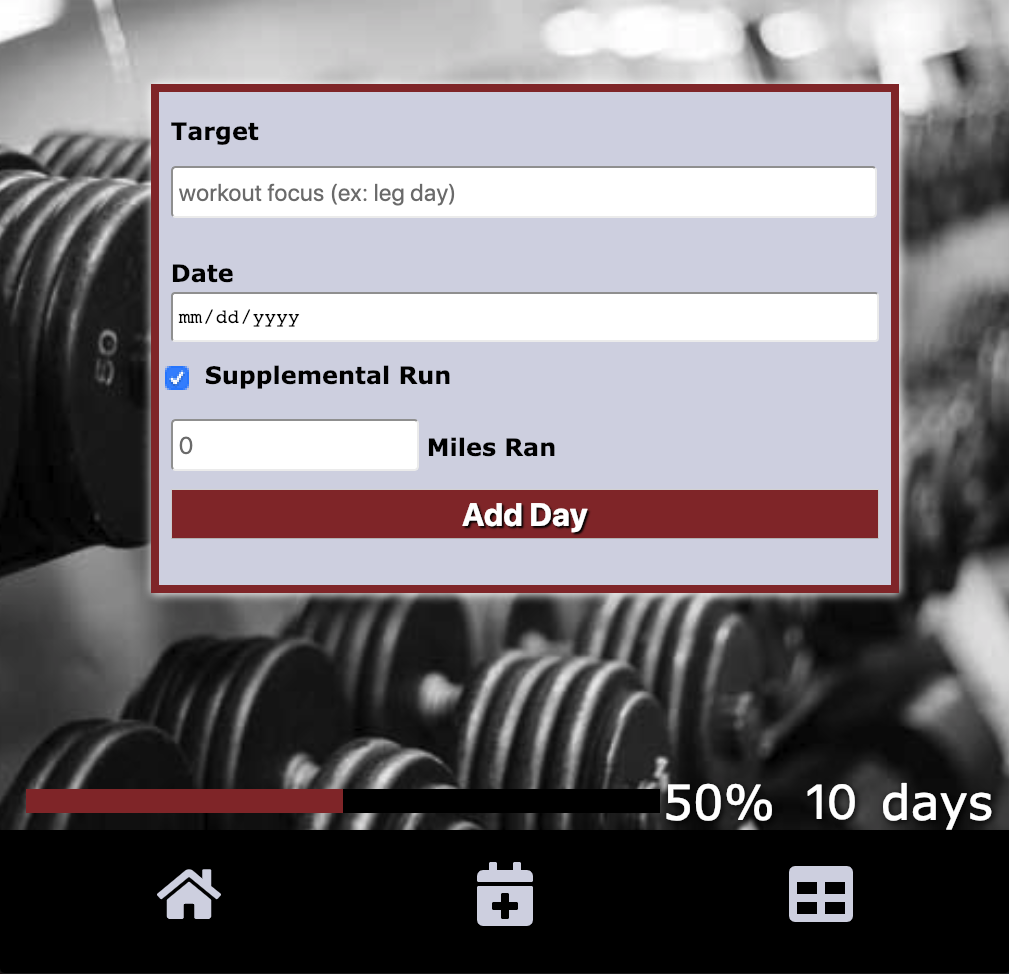 Target
workout focus (ex: leg day)
Date
mm/dd/yyyy
Supplemental Run
0 Miles Ran
Add Day
50% 10 days
50